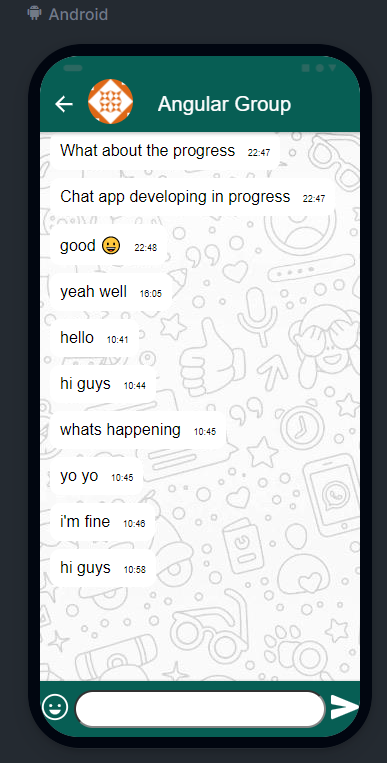 Android
Angular Group
What about the progress 22:47
Chat app developing in progress 22:47
good 😀 22:48
yeah well 16:05
hello 10:41
hi guys 10:44
whats happening 10:45
yo yo 10:45
i'm fine 10:46
hi guys 10:58